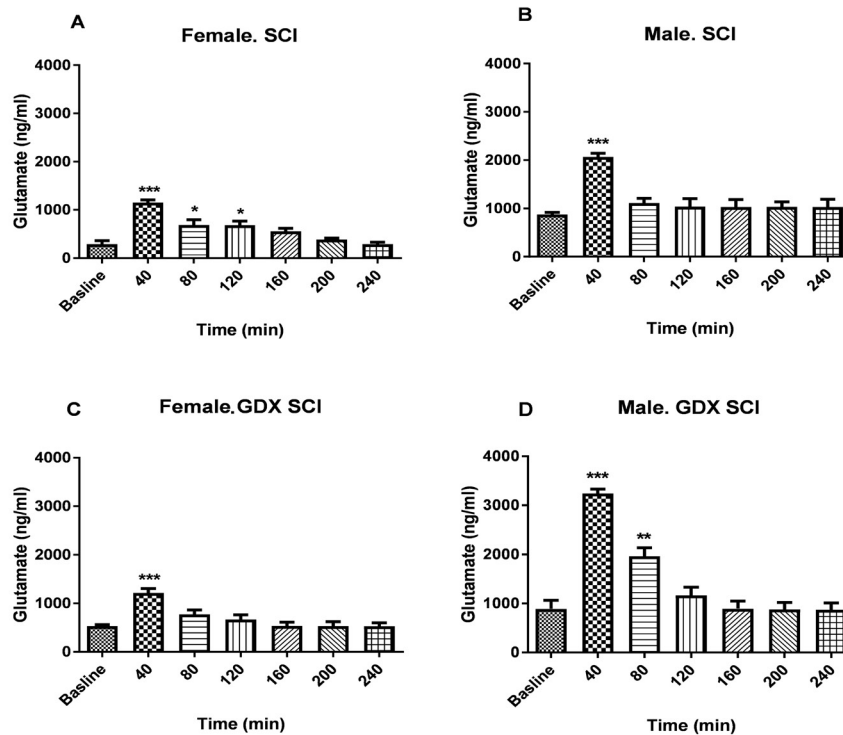 A
Female. SCI
Glutamate (ng/ml)
4000
3000
2000
1000
0
***
*
*
Basline
40
80
120
160
200
240
Time (min)
B
Male. SCI
Glutamate (ng/ml)
4000
3000
2000
1000
0
***
Basline
40
80
120
160
200
240
Time (min)
C
Female.GDX SCI
Glutamate (ng/ml)
4000
3000
2000
1000
0
***
Basline
40
80
120
160
200
240
Time (min)
D
Male. GDX SCI
Glutamate (ng/ml)
4000
3000
2000
1000
0
***
**
Basline
40
80
120
160
200
240
Time (min)